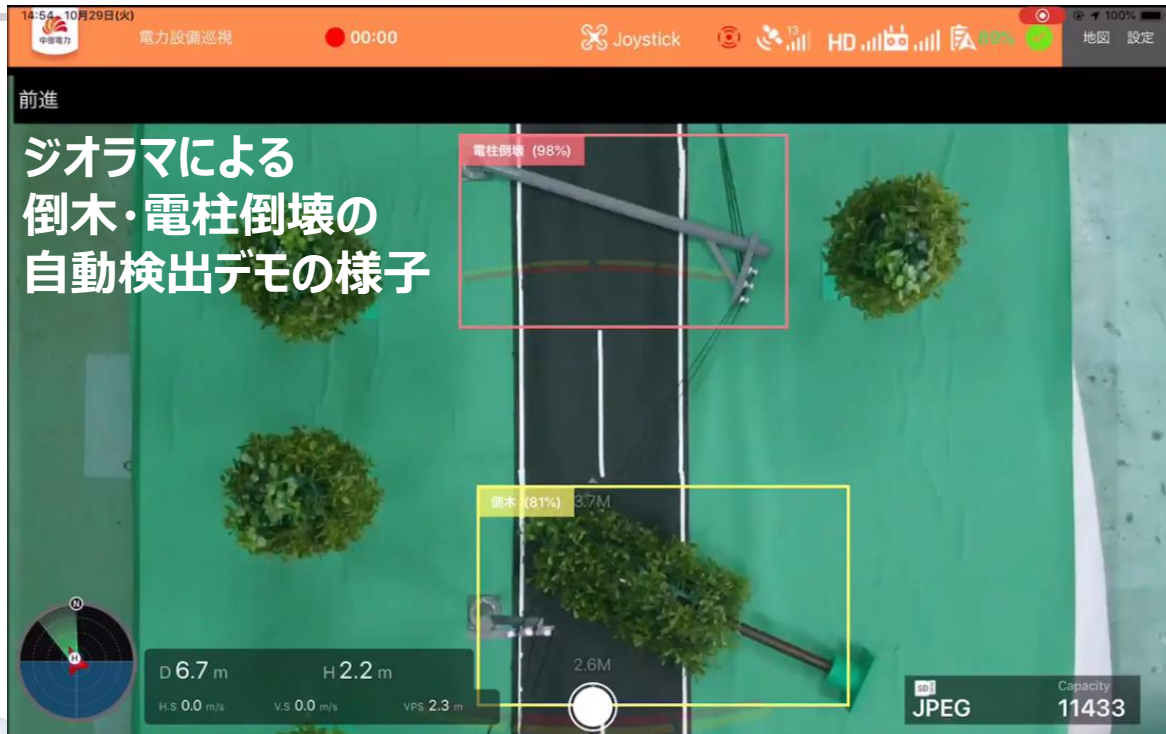 14:54 10月29日(火)
100%
中部電力
電力設備巡視
00:00
Joystick
13
HD
89%
地図
設定
前進
ジオラマによる
倒木・電柱倒壊の
自動検出デモの様子
電柱倒壊 (98%)
倒木 (81%)
3.7M
N
H
D 6.7 m
H 2.2 m
H.S 0.0 m/s
V.S 0.0 m/s
VPS 2.3 m
2.6M
SD
JPEG
Capacity
11433